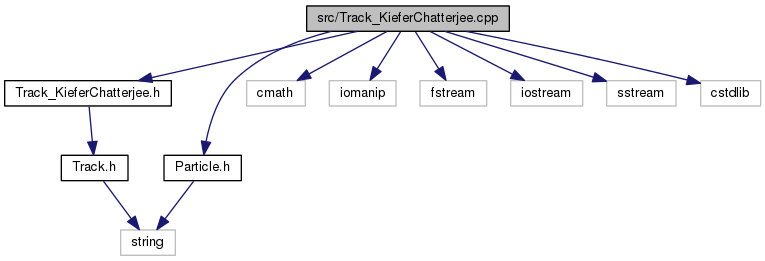 src/Track_KieferChatterjee.cpp
Track_KieferChatterjee.h
cmath
iomanip
fstream
iostream
sstream
cstdlib
Track.h
Particle.h
string